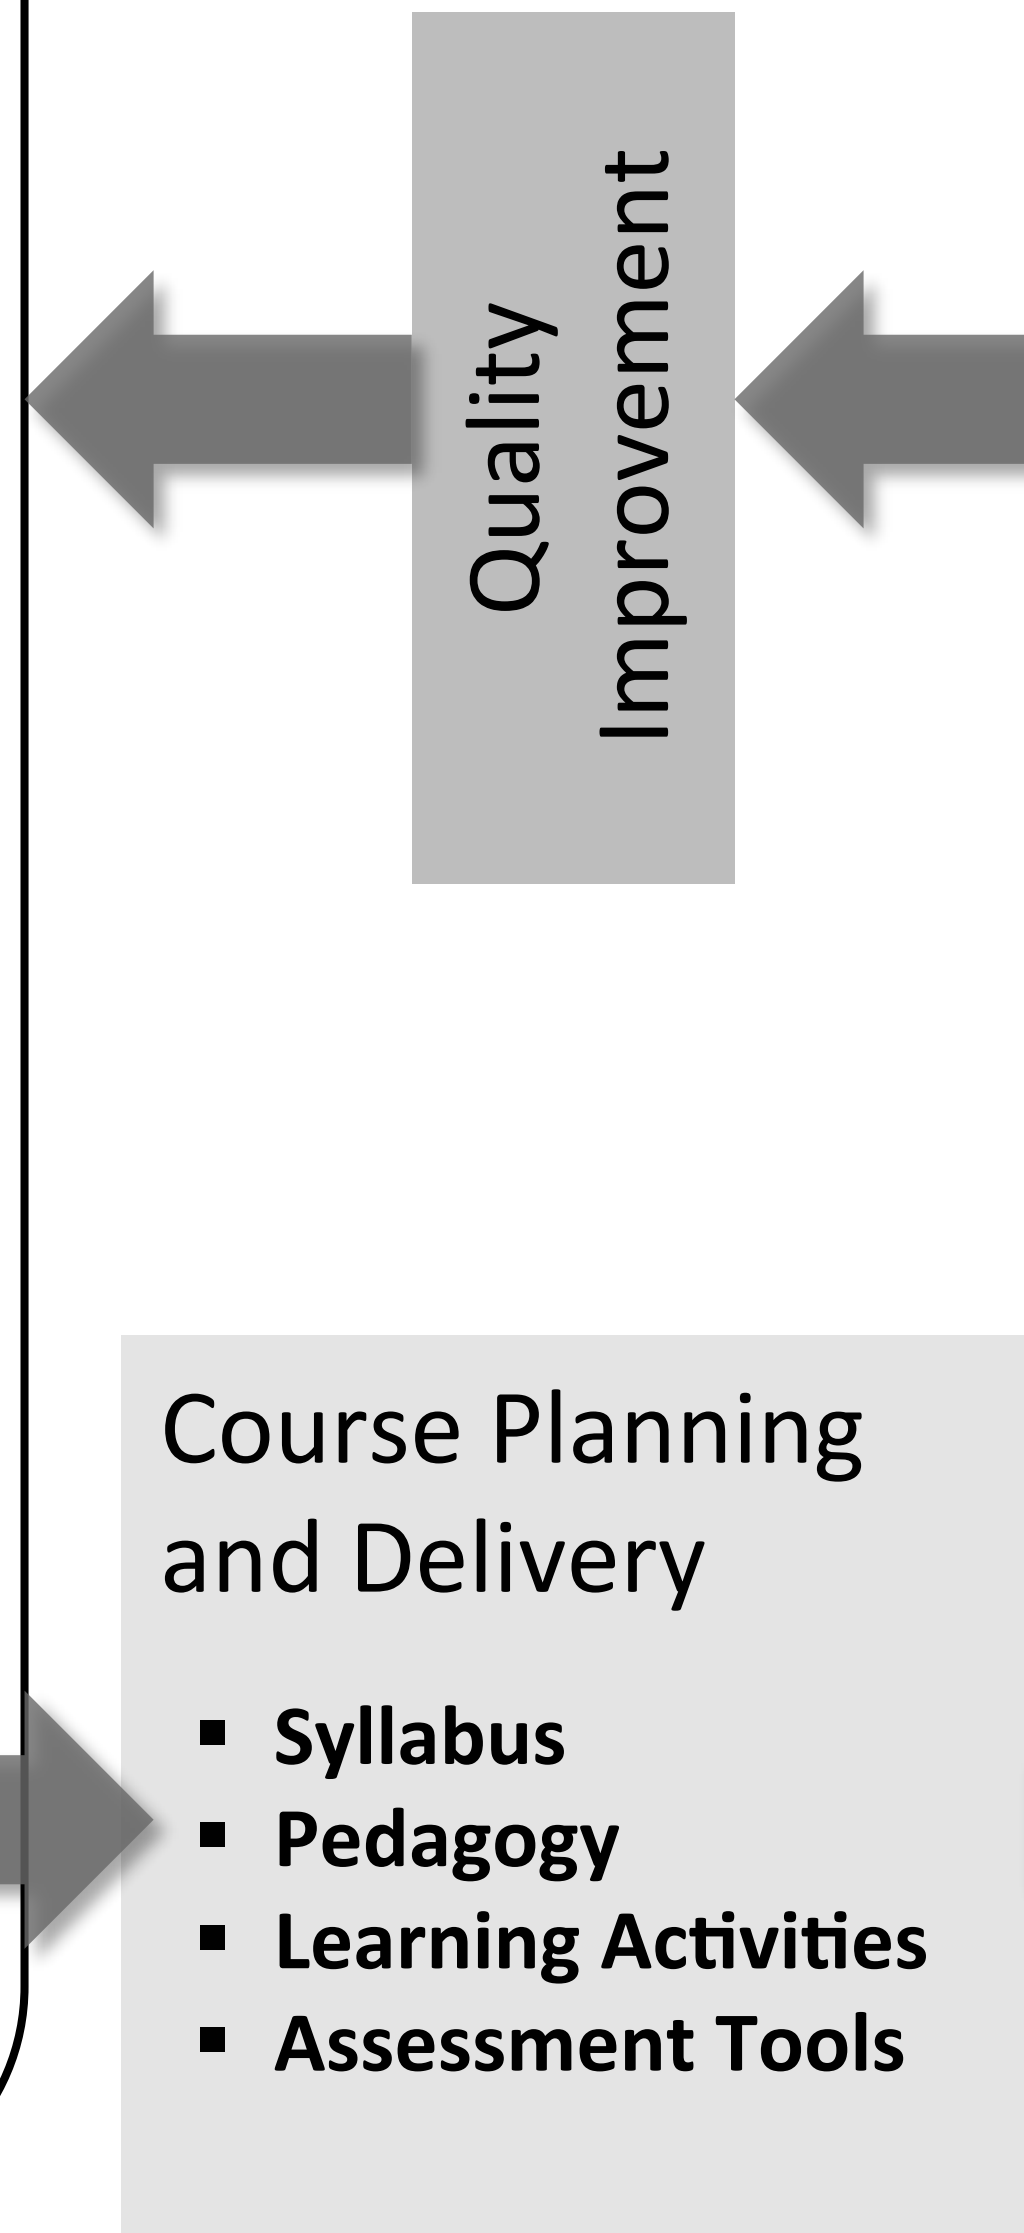 Quality
Improvement
Course Planning
and Delivery
▪ Syllabus
▪ Pedagogy
▪ Learning Activities
▪ Assessment Tools